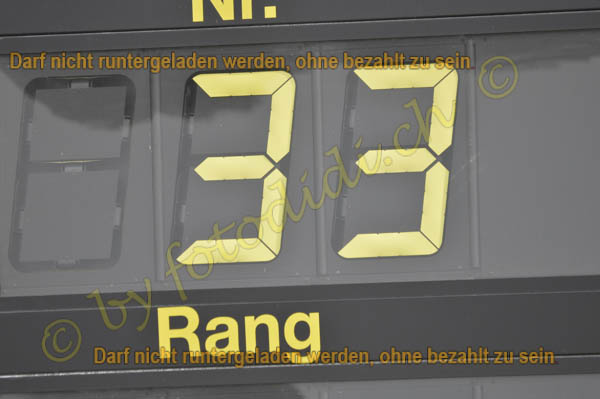 Nr.
Darf nicht runtergeladen werden, ohne bezahlt zu sein
33
© by fotodidi.ch ©
Rang
Darf nicht runtergeladen werden, ohne bezahlt zu sein